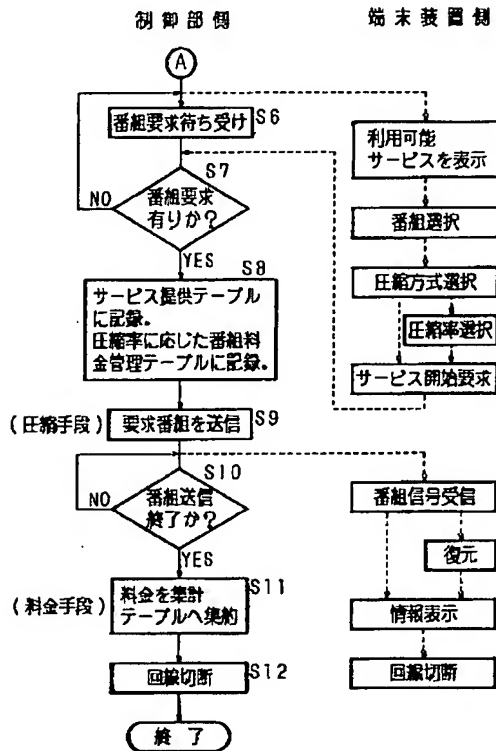 制御部側
端末装置側
A
番組要求待ち受け
S6
利用可能
サービスを表示
S7
番組要求
有りか?
NO
YES
番組選択
S8
サービス提供テーブル
に記録。
圧縮率に応じた番組料
金管理テーブルに記録。
圧縮方式選択
圧縮率選択
サービス開始要求
(圧縮手段)
要求番組を送信
S9
S10
番組送信
終了か?
NO
YES
番組信号受信
復元
(料金手段)
料金を集計
テーブルへ集約
S11
情報表示
回線切断
S12
回線切断
終了